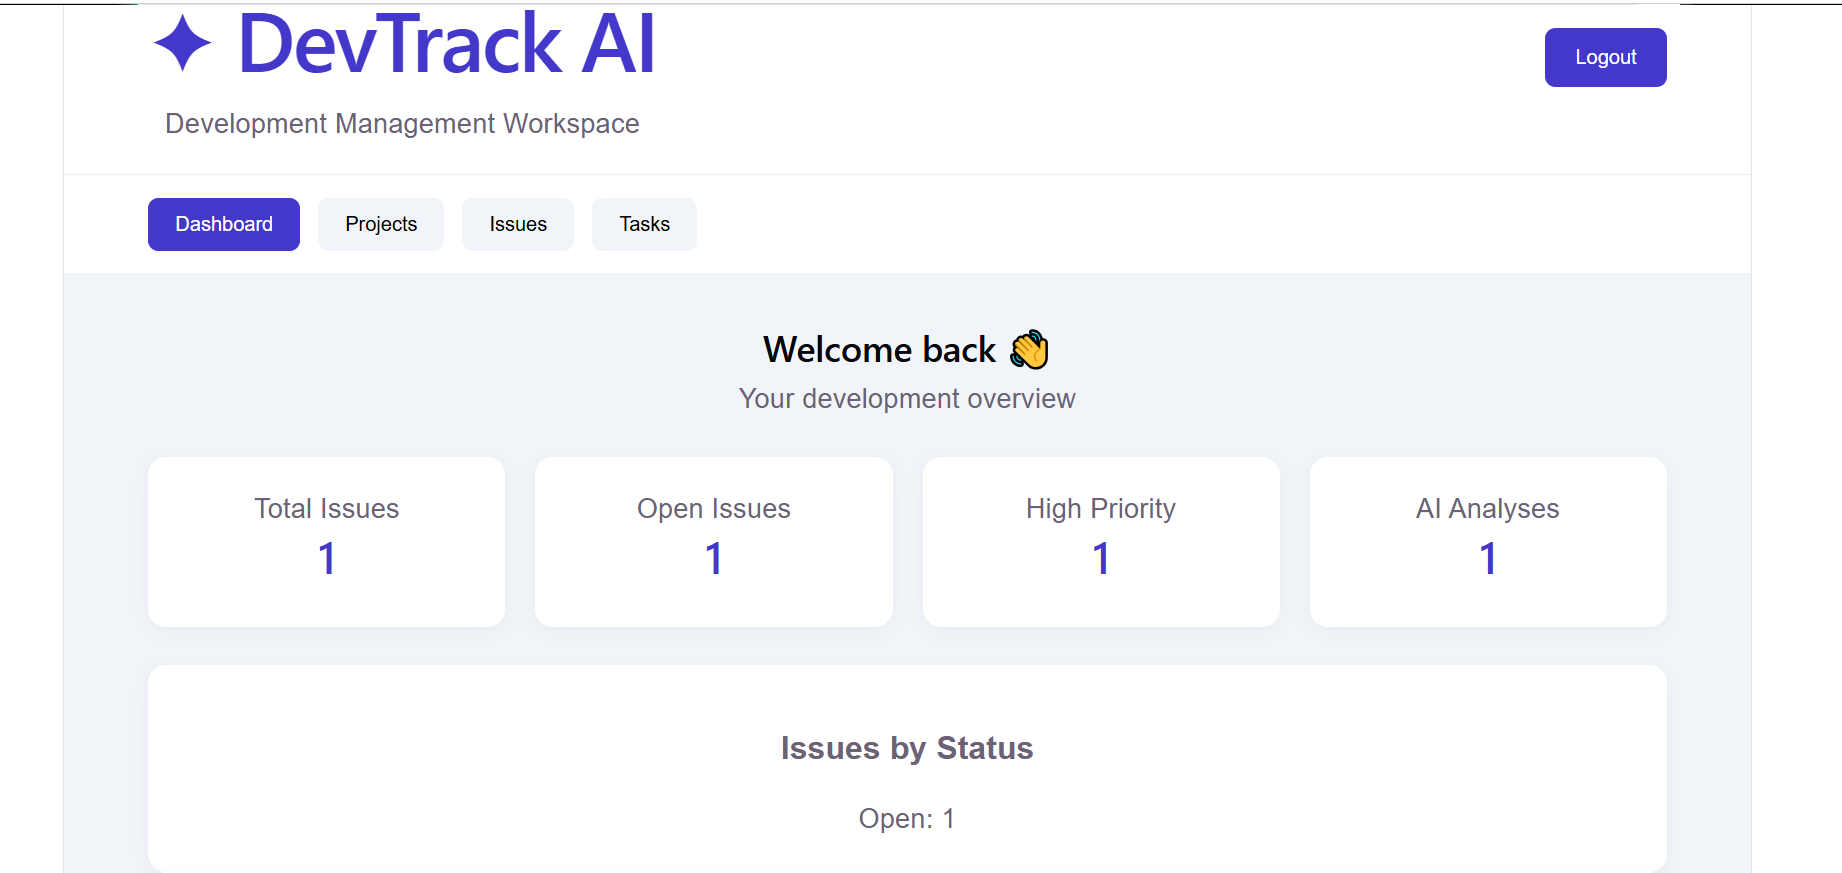 ✦ DevTrack AI
Logout
Development Management Workspace
Dashboard Projects Issues Tasks
Welcome back 👋
Your development overview
Total Issues Open Issues High Priority AI Analyses
1 1 1 1
Issues by Status
Open: 1